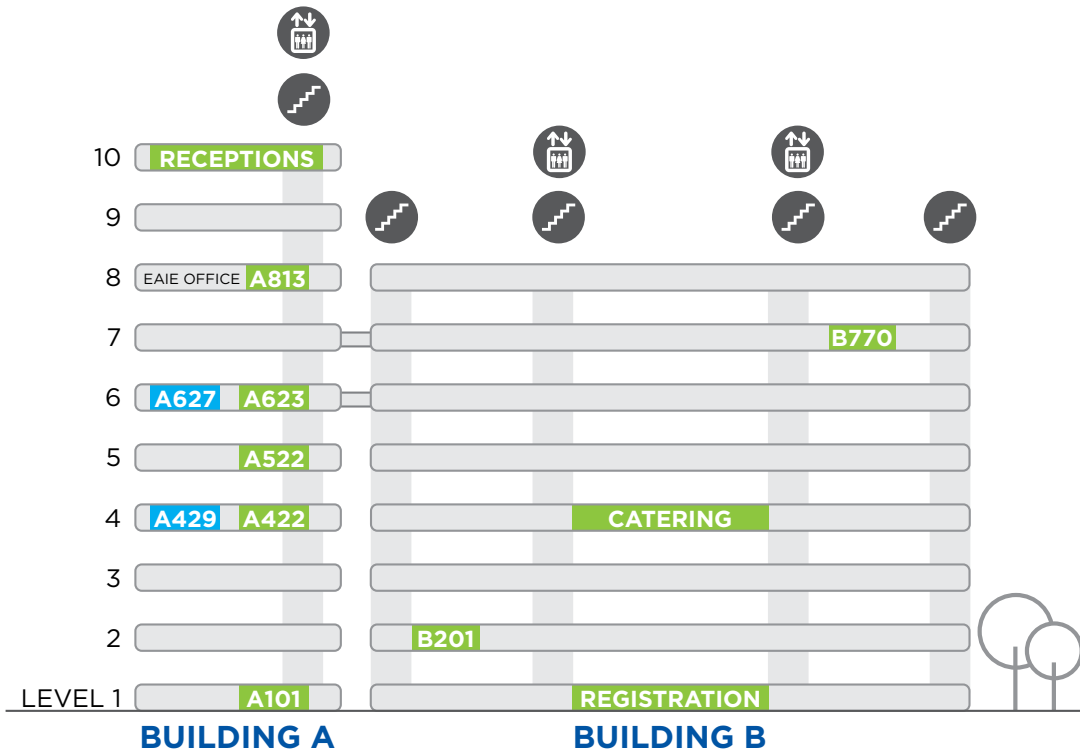 10 RECEPTIONS
9
8 EAIE OFFICE A813
7 B770
6 A627 A623
5 A522
4 A429 A422 CATERING
3
2 B201
LEVEL 1 A101 REGISTRATION
BUILDING A BUILDING B